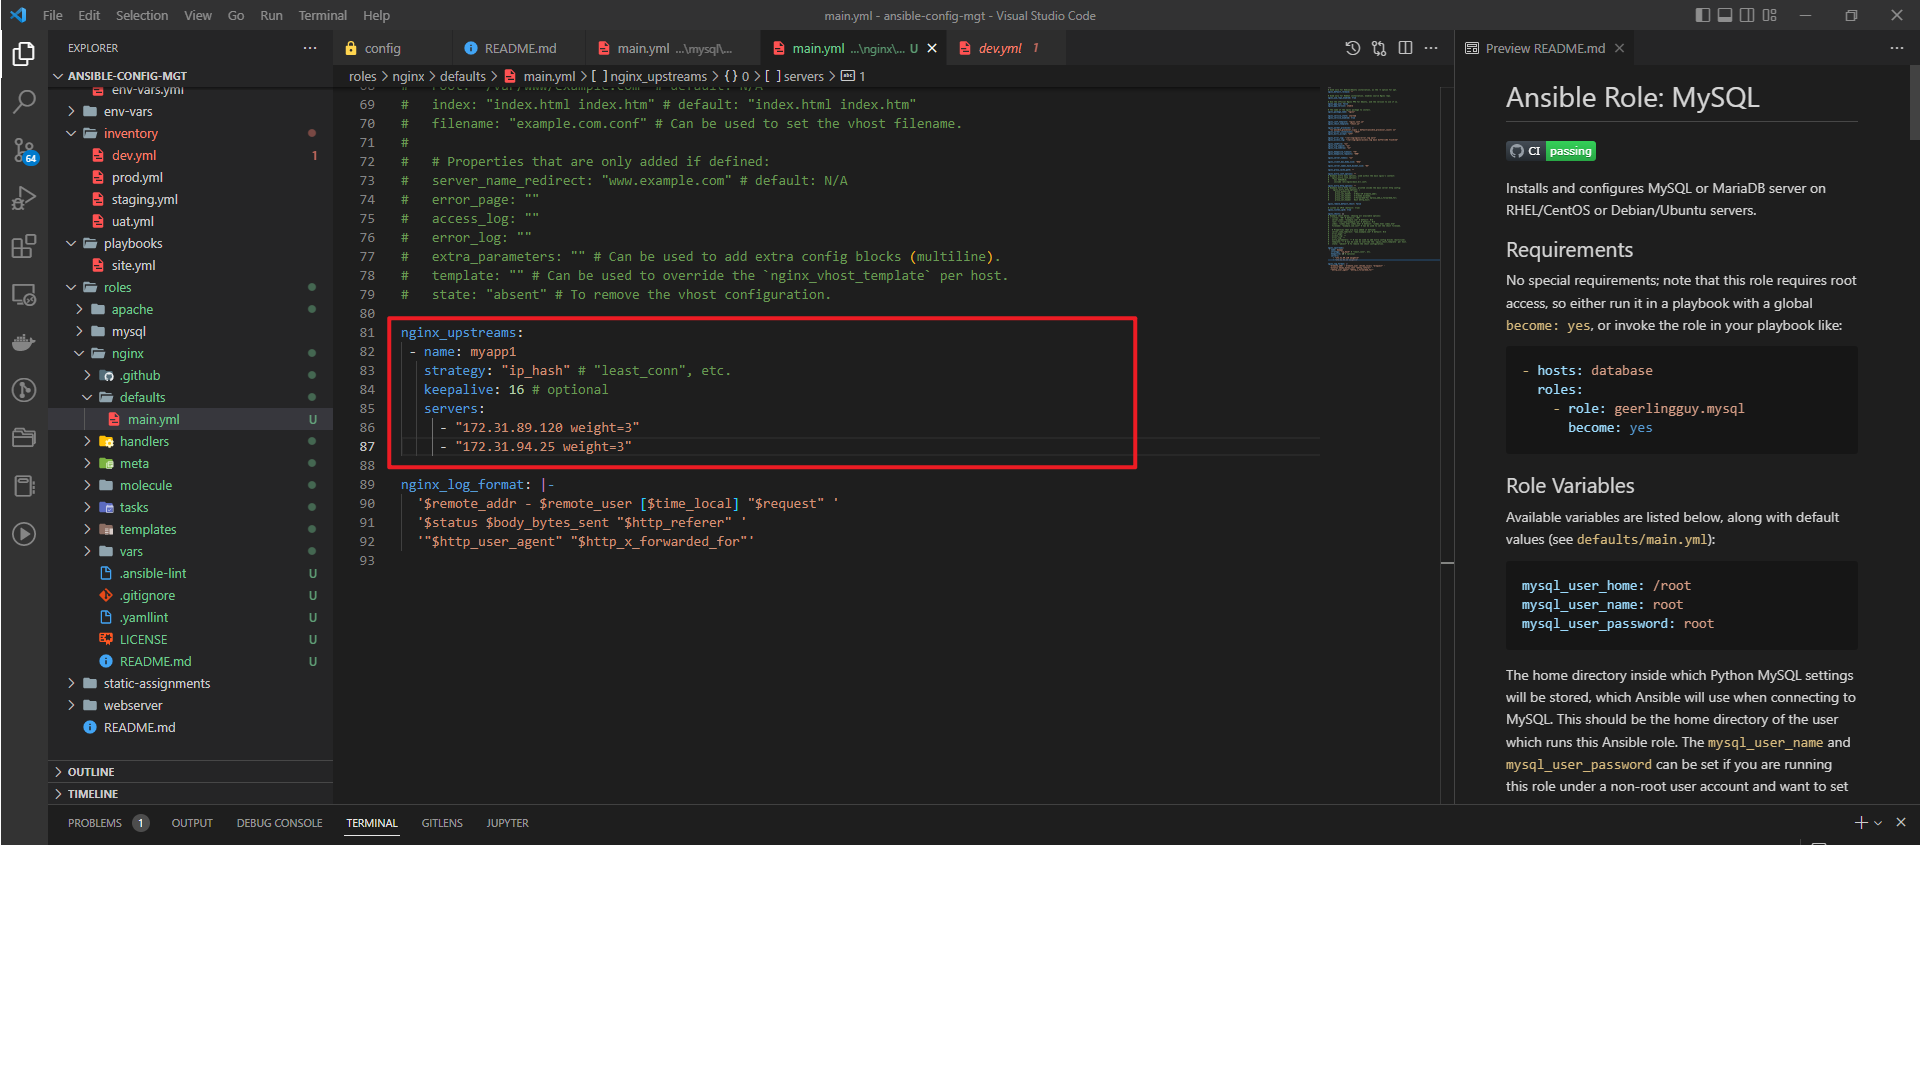 File Edit Selection View Go Run Terminal Help
main.yml - ansible-config-mgt - Visual Studio Code
EXPLORER
ANSIBLE-CONFIG-MGT
env-vars.yml
env-vars
inventory
dev.yml 1
prod.yml
staging.yml
uat.yml
playbooks
site.yml
roles
apache
mysql
nginx
.github
defaults
main.yml U
handlers
meta
molecule
tasks
templates
vars
.ansible-lint U
.gitignore U
.yamllint U
LICENSE U
README.md U
static-assignments
webserver
README.md
OUTLINE
TIMELINE
64
config
README.md
main.yml ...\mysql\...
main.yml ...\nginx\... U
dev.yml 1
roles > nginx > defaults > main.yml > [ ] nginx_upstreams > {} 0 > [ ] servers > abc 1
68 # root: "/var/www/example.com" # default: N/A
69 # index: "index.html index.htm" # default: "index.html index.htm"
70 # filename: "example.com.conf" # Can be used to set the vhost filename.
71 #
72 # # Properties that are only added if defined:
73 # server_name_redirect: "www.example.com" # default: N/A
74 # error_page: ""
75 # access_log: ""
76 # error_log: ""
77 # extra_parameters: "" # Can be used to add extra config blocks (multiline).
78 # template: "" # Can be used to override the `nginx_vhost_template` per host.
79 # state: "absent" # To remove the vhost configuration.
80
81 nginx_upstreams:
82 - name: myapp1
83 strategy: "ip_hash" # "least_conn", etc.
84 keepalive: 16 # optional
85 servers:
86 - "172.31.89.120 weight=3"
87 - "172.31.94.25 weight=3"
88
89 nginx_log_format: |-
90 '$remote_addr - $remote_user [$time_local] "$request" '
91 '$status $body_bytes_sent "$http_referer" '
92 '"$http_user_agent" "$http_x_forwarded_for"'
93
Preview README.md
Ansible Role: MySQL
CI passing
Installs and configures MySQL or MariaDB server on
RHEL/CentOS or Debian/Ubuntu servers.
Requirements
No special requirements; note that this role requires root
access, so either run it in a playbook with a global
become: yes, or invoke the role in your playbook like:
- hosts: database
roles:
- role: geerlingguy.mysql
become: yes
Role Variables
Available variables are listed below, along with default
values (see defaults/main.yml):
mysql_user_home: /root
mysql_user_name: root
mysql_user_password: root
The home directory inside which Python MySQL settings
will be stored, which Ansible will use when connecting to
MySQL. This should be the home directory of the user
which runs this Ansible role. The mysql_user_name and
mysql_user_password can be set if you are running
this role under a non-root user account and want to set
PROBLEMS 1 OUTPUT DEBUG CONSOLE TERMINAL GITLENS JUPYTER